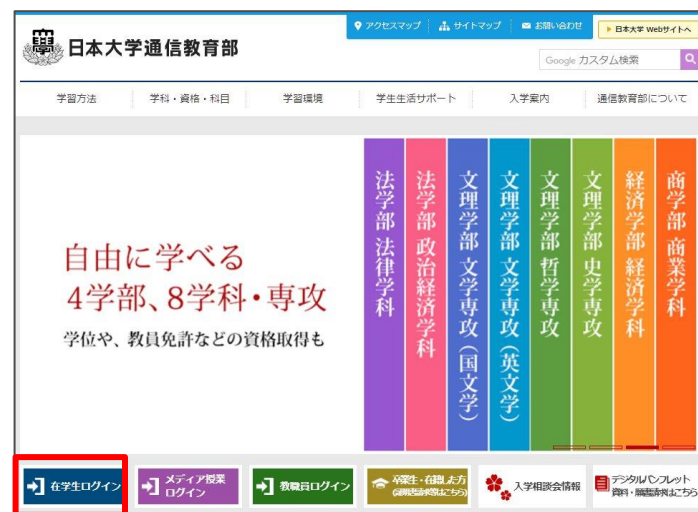 アクセスマップ
サイトマップ
お問い合わせ
日本大学 Webサイトへ
日本大学通信教育部
Google カスタム検索
学習方法
学科・資格・科目
学習環境
学生生活サポート
入学案内
通信教育部について
自由に学べる
4学部、8学科・専攻
学位や、教員免許などの資格取得も
法学部 法律学科
法学部 政治経済学科
文理学部 文学専攻（国文学）
文理学部 文学専攻（英文学）
文理学部 哲学専攻
文理学部 史学専攻
経済学部 経済学科
商学部 商業学科
在学生ログイン
メディア授業
ログイン
教職員ログイン
卒業生・在籍した方
入学相談会情報
デジタルパンフレット
資料・願書請求はこちら